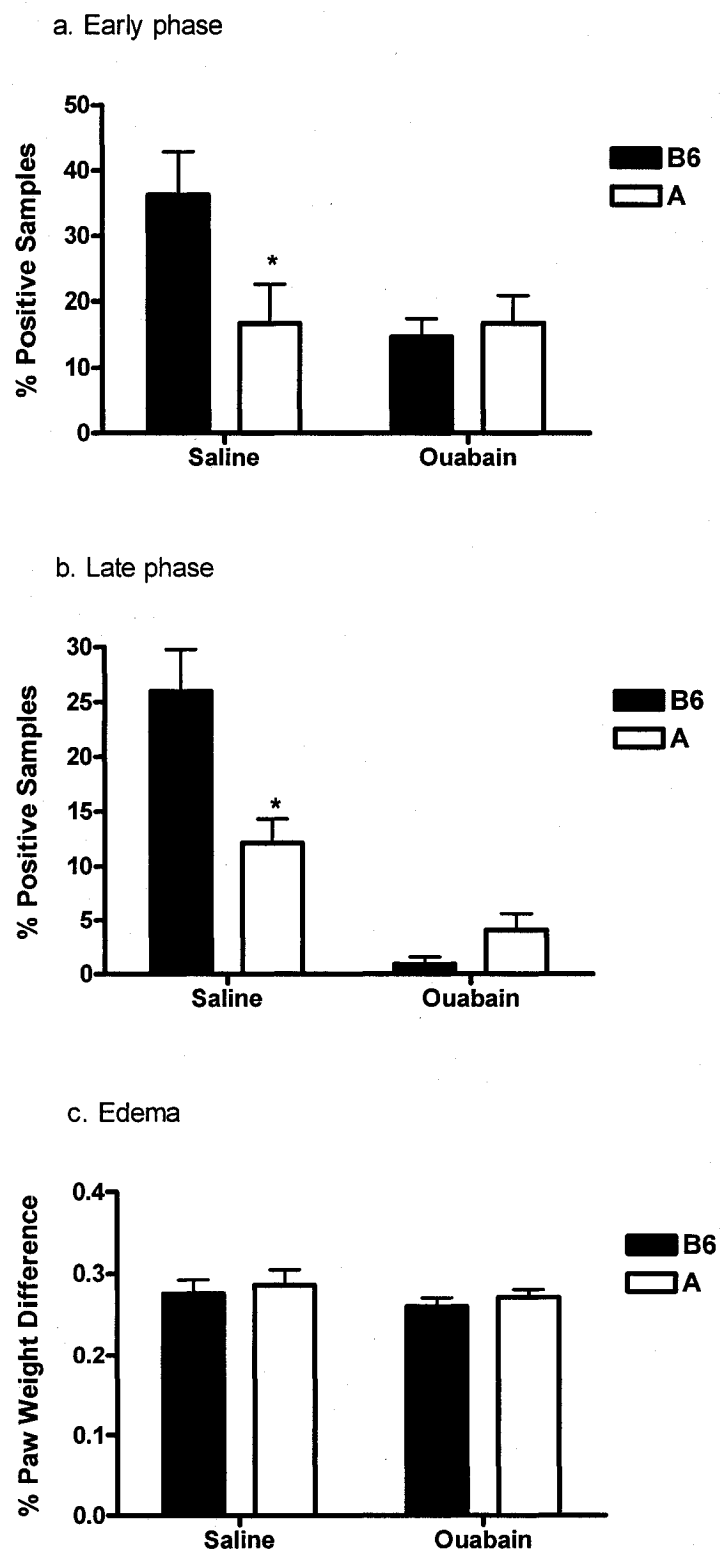 a. Early phase
% Positive Samples
50
40
30
20
10
0
Saline
Ouabain
B6
A
*
b. Late phase
% Positive Samples
30
25
20
15
10
5
0
Saline
Ouabain
B6
A
*
c. Edema
% Paw Weight Difference
0.4
0.3
0.2
0.1
0.0
Saline
Ouabain
B6
A